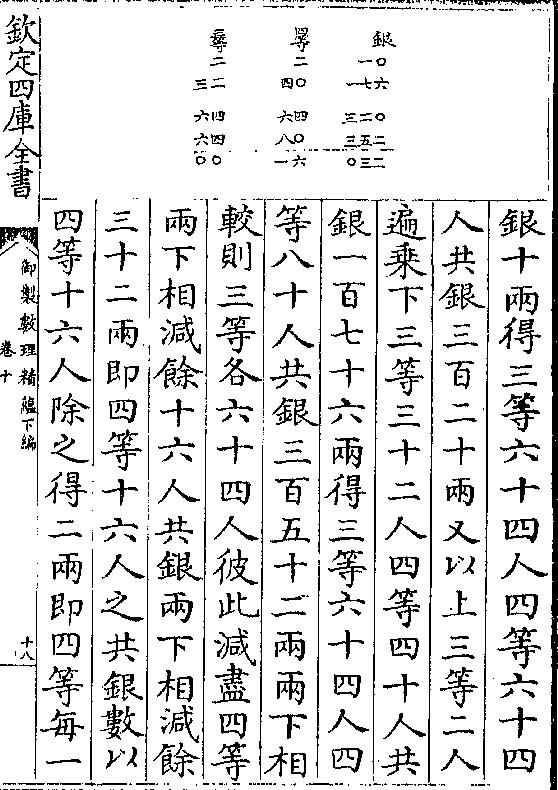 銀
一〇
一七六
三二〇
三五二
〇三二
四等
二
四〇
六四
八〇
一六
三等
二
三二
六四
六四
〇〇
銀十兩得三等六十四人四等六十四
人共銀三百二十兩又以上三等二人
遍乗下三等三十二人四等四十人共
銀一百七十六兩得三等六十四人四
等八十人共銀三百五十二兩兩下相
較則三等各六十四人彼此減盡四等
兩下相減餘十六人共銀兩下相減餘
三十二兩即四等十六人之共銀數以
四等十六人除之得二兩即四等每一
欽定四庫全書
御製數理精蘊下編
卷十
十八